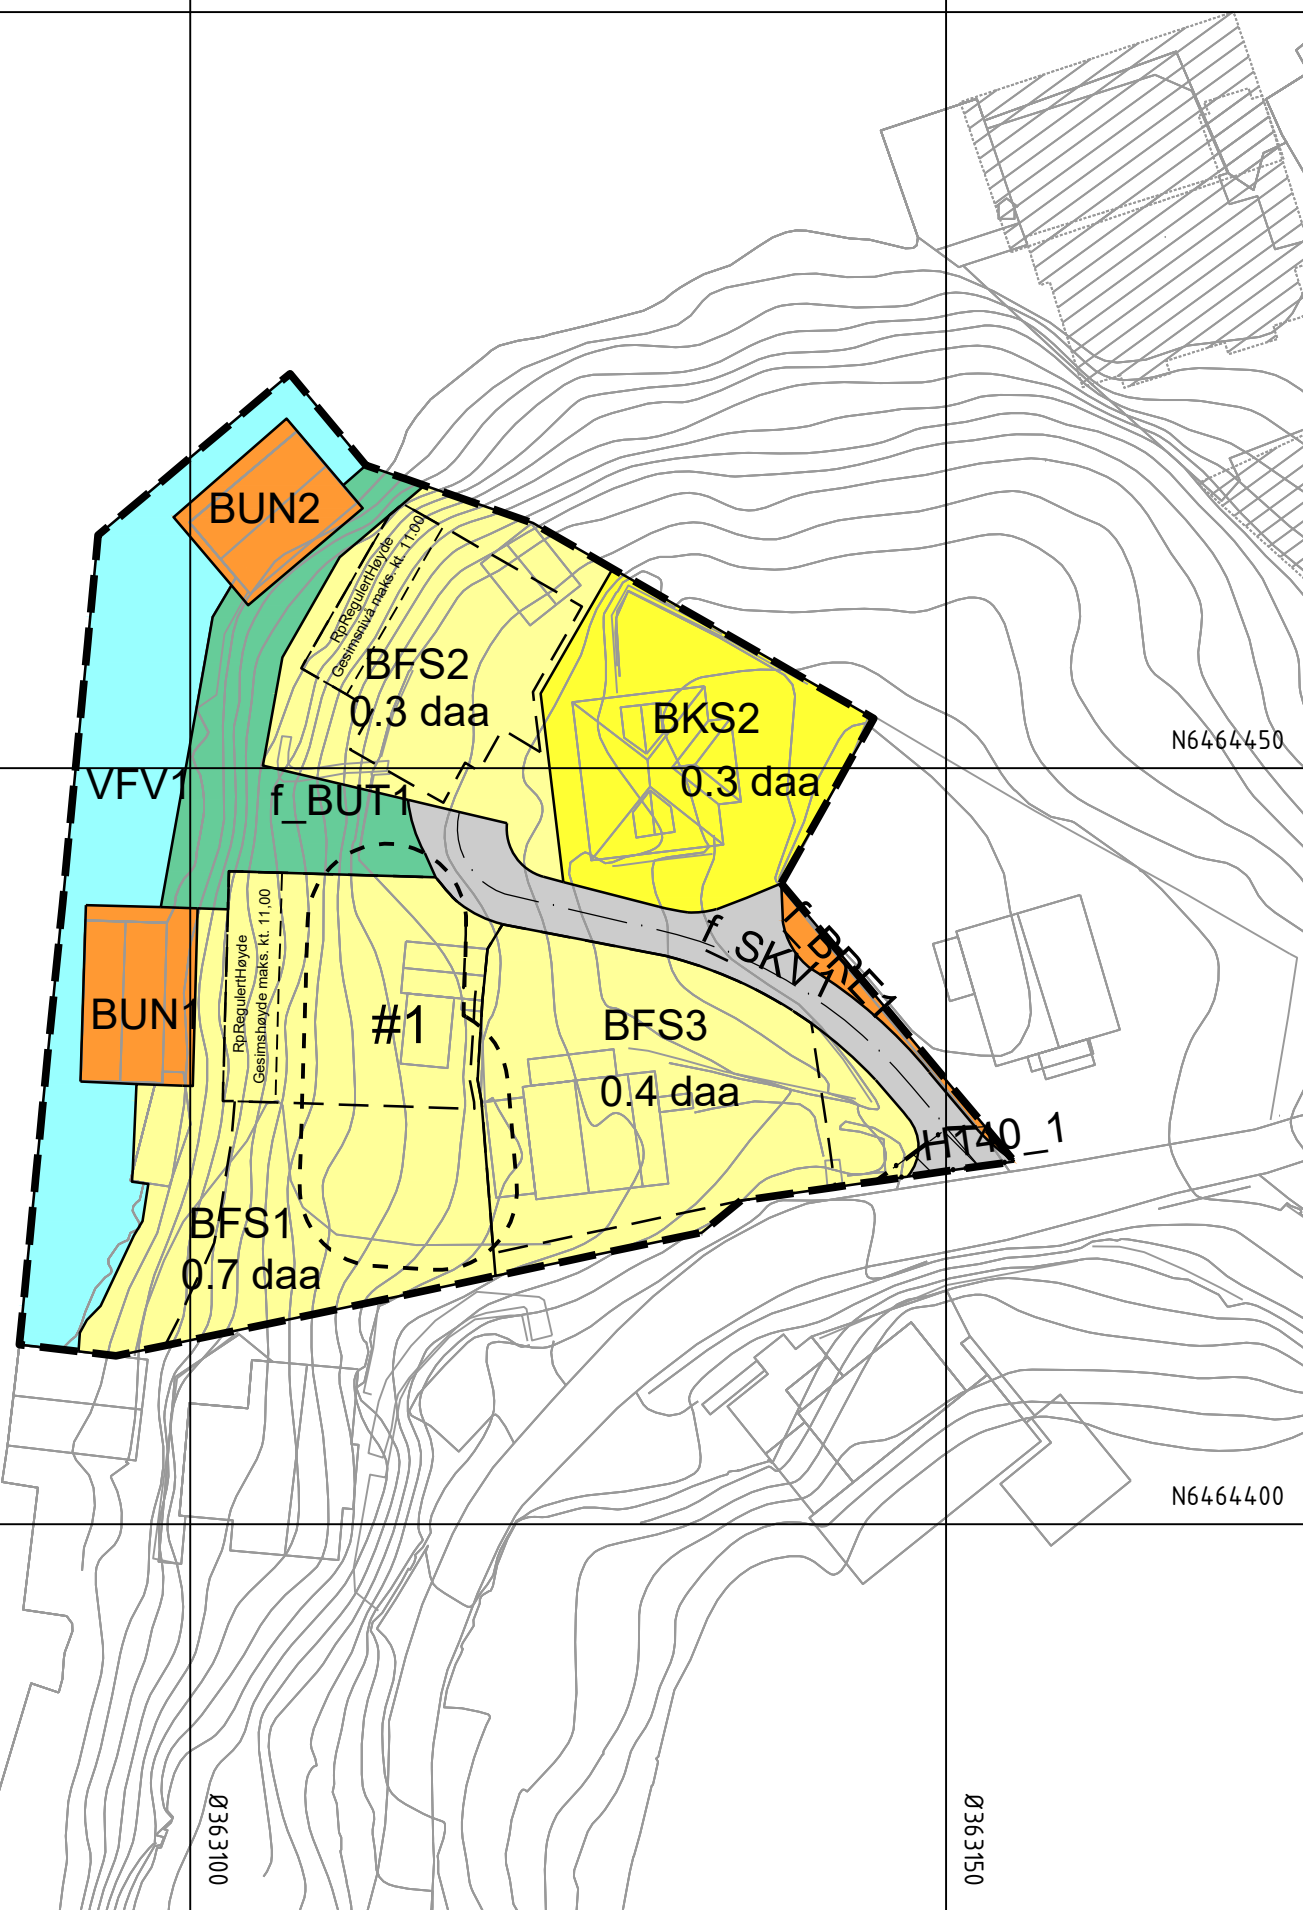 BUN2
RpRegulertHøyde
Gesimsnivå maks. kt. 11.00
BFS2
0.3 daa
BKS2
0.3 daa
N6464450
VFV1
f_BUT1
RpRegulertHøyde
Gesimshøyde maks. kt. 11,00
BUN1
#1
f_SKV1
f_BRE1
BFS3
0.4 daa
H140_1
BFS1
0.7 daa
N6464400
Ø363100
Ø363150